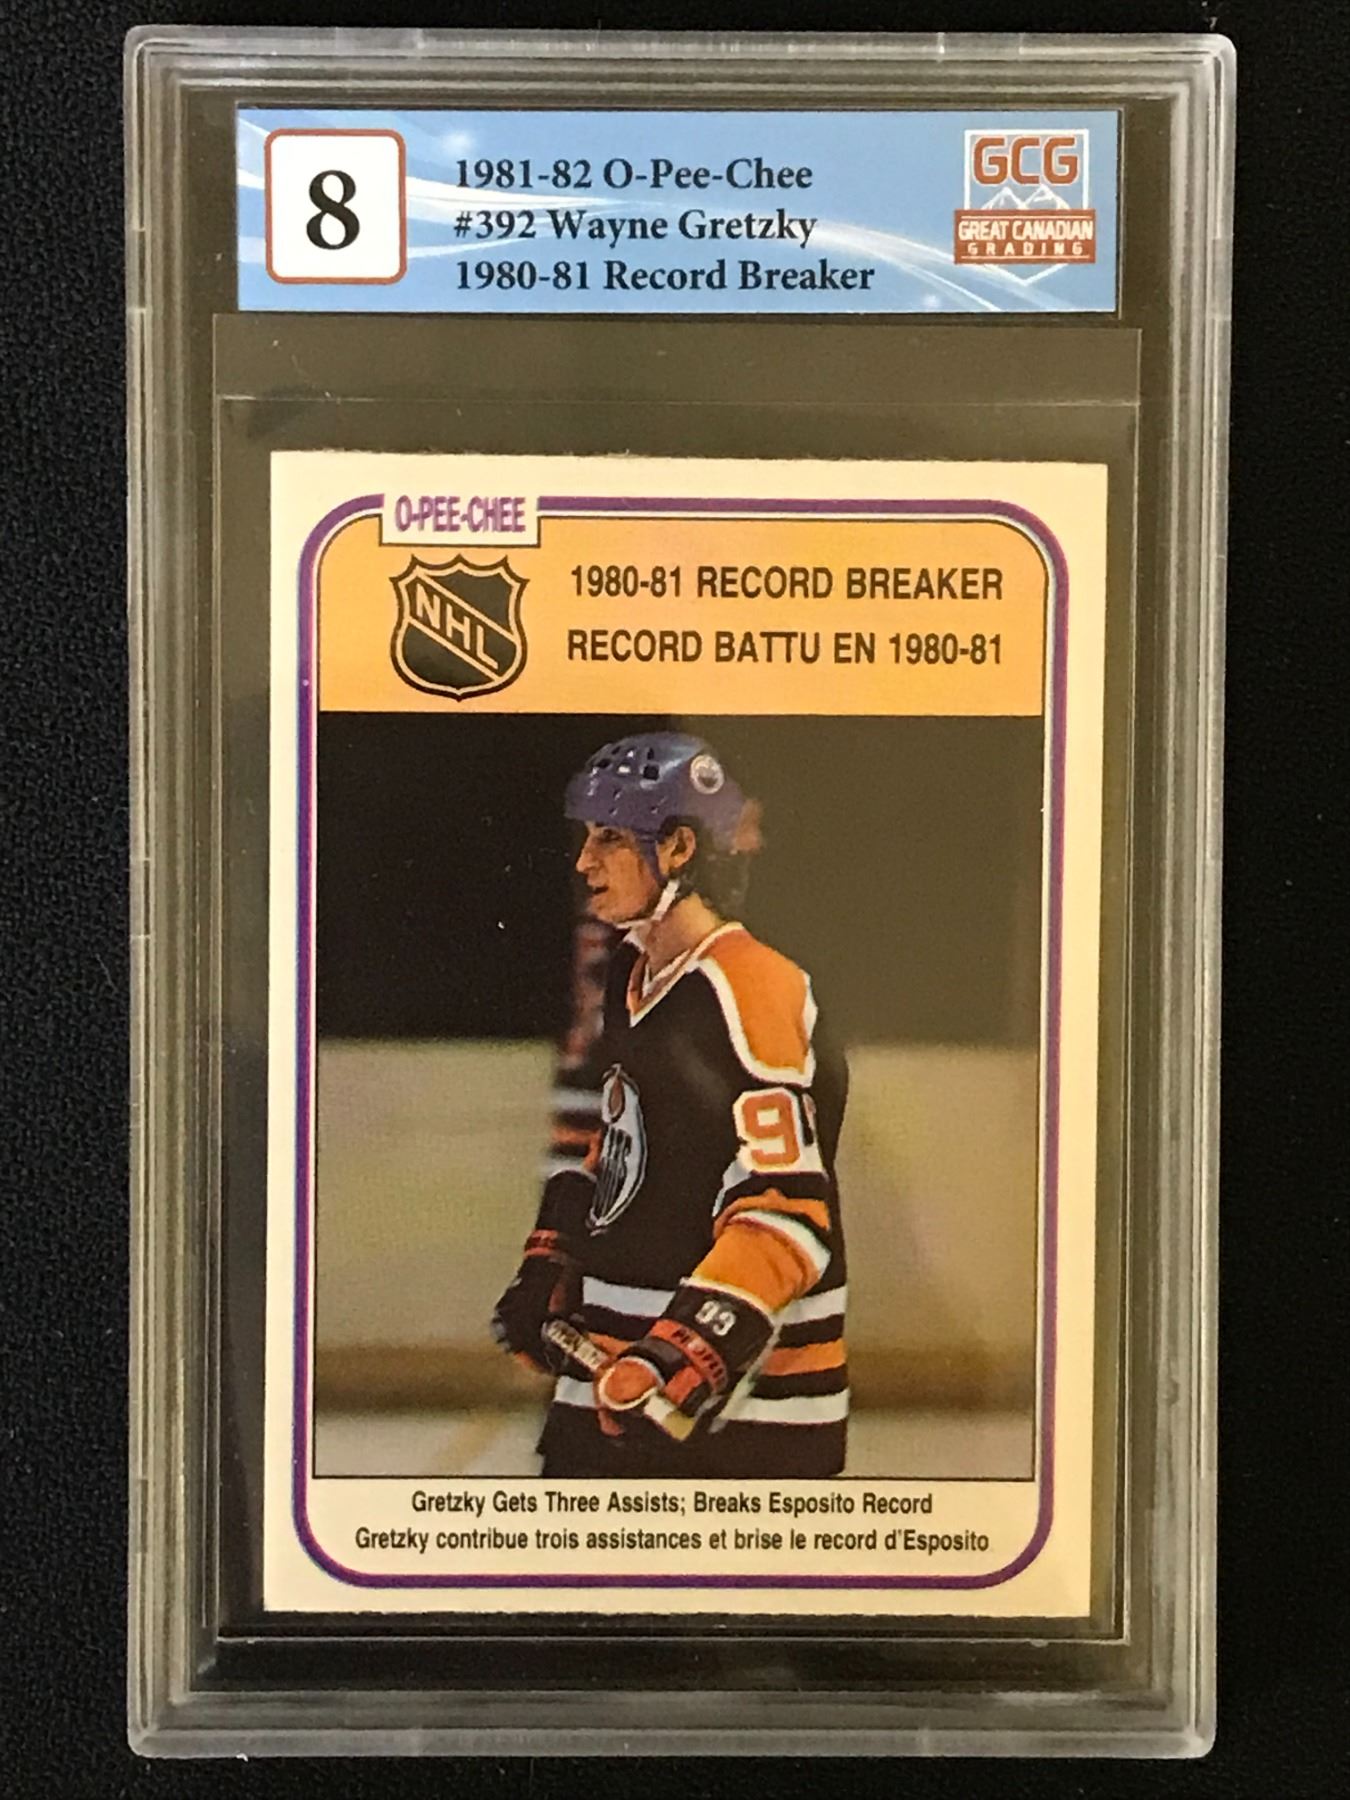 8
1981-82 O-Pee-Chee
#392 Wayne Gretzky
1980-81 Record Breaker
GCG
GREAT CANADIAN
GRADING
O-PEE-CHEE
NHL
1980-81 RECORD BREAKER
RECORD BATTU EN 1980-81
99
Gretzky Gets Three Assists; Breaks Esposito Record
Gretzky contribue trois assistances et brise le record d'Esposito